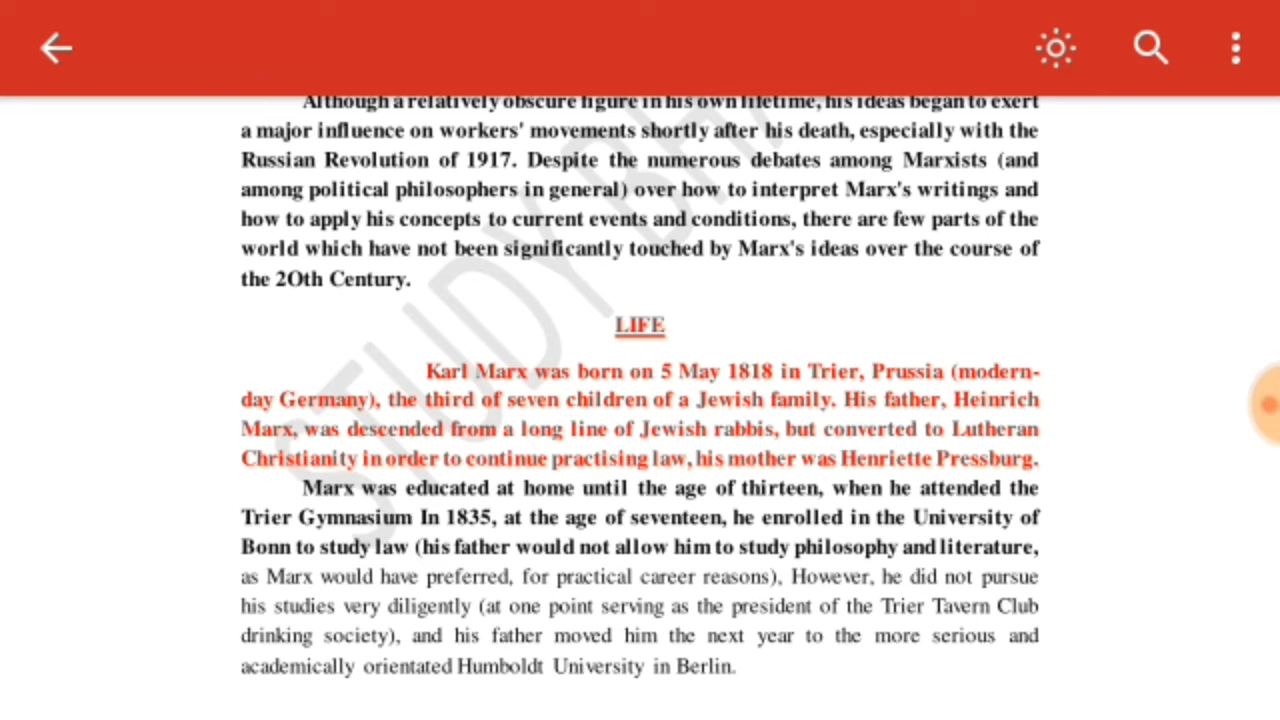 Although a relatively obscure figure in his own lifetime, his ideas began to exert
a major influence on workers' movements shortly after his death, especially with the
Russian Revolution of 1917. Despite the numerous debates among Marxists (and
among political philosophers in general) over how to interpret Marx's writings and
how to apply his concepts to current events and conditions, there are few parts of the
world which have not been significantly touched by Marx's ideas over the course of
the 2Oth Century.
LIFE
Karl Marx was born on 5 May 1818 in Trier, Prussia (modern-
day Germany), the third of seven children of a Jewish family. His father, Heinrich
Marx, was descended from a long line of Jewish rabbis, but converted to Lutheran
Christianity in order to continue practising law, his mother was Henriette Pressburg.
Marx was educated at home until the age of thirteen, when he attended the
Trier Gymnasium In 1835, at the age of seventeen, he enrolled in the University of
Bonn to study law (his father would not allow him to study philosophy and literature,
as Marx would have preferred, for practical career reasons), However, he did not pursue
his studies very diligently (at one point serving as the president of the Trier Tavern Club
drinking society), and his father moved him the next year to the more serious and
academically orientated Humboldt University in Berlin.
STUDY